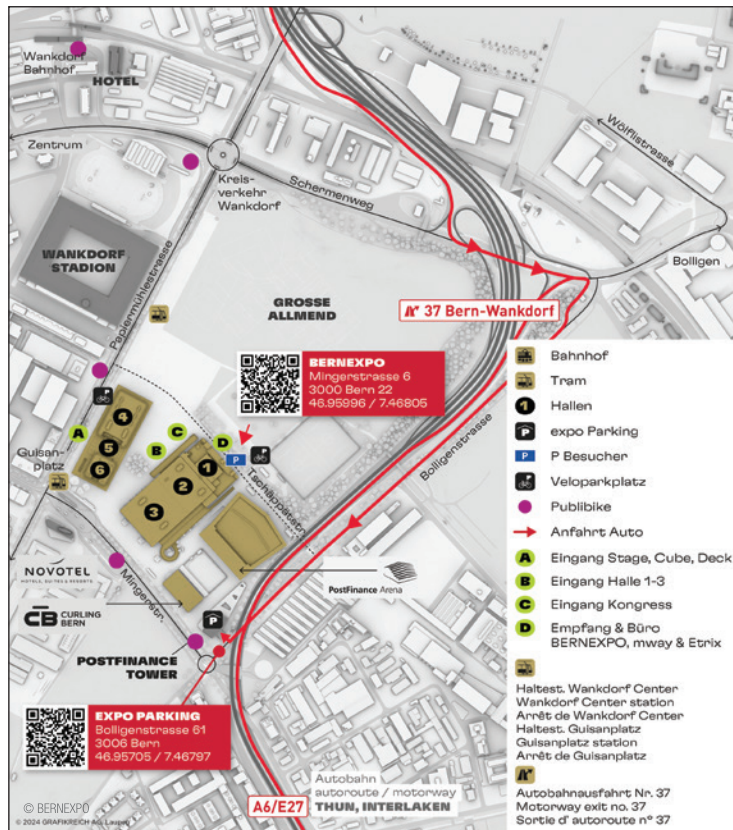 Wankdorf
Bahnhof
HOTEL
Zentrum
Kreis-
verkehr
Wankdorf
Schermenweg
Wölflistrasse
Bolligen
WANKDORF
STADION
Papiermühlestrasse
GROSSE
ALLMEND
37 Bern-Wankdorf
BERNEXPO
Mingerstrasse 6
3000 Bern 22
46.95996 / 7.46805
A
4
5
6
C
B
D
1
2
3
P
Guisan-
platz
Tschäpplätstr.
Bolligenstrasse
NOVOTEL
HOTELS, SUITES & RESORTS
Mingerstr.
CB CURLING
BERN
PostFinance Arena
P
POSTFINANCE
TOWER
EXPO PARKING
Bolligenstrasse 61
3006 Bern
46.95705 / 7.46797
A6/E27
Autobahn
autoroute / motorway
THUN, INTERLAKEN
© BERNEXPO
© 2024 GRAFIKREICH AG,
Bahnhof
Tram
1 Hallen
P expo Parking
P P Besucher
Veloparkplatz
Publibike
Anfahrt Auto
A Eingang Stage, Cube, Deck
B Eingang Halle 1-3
C Eingang Kongress
D Empfang & Büro
BERNEXPO, mway & Etrix
Haltest. Wankdorf Center
Wankdorf Center station
Arrêt de Wankdorf Center
Haltest. Guisanplatz
Guisanplatz station
Arrêt de Guisanplatz
Autobahnausfahrt Nr. 37
Motorway exit no. 37
Sortie d' autoroute n° 37